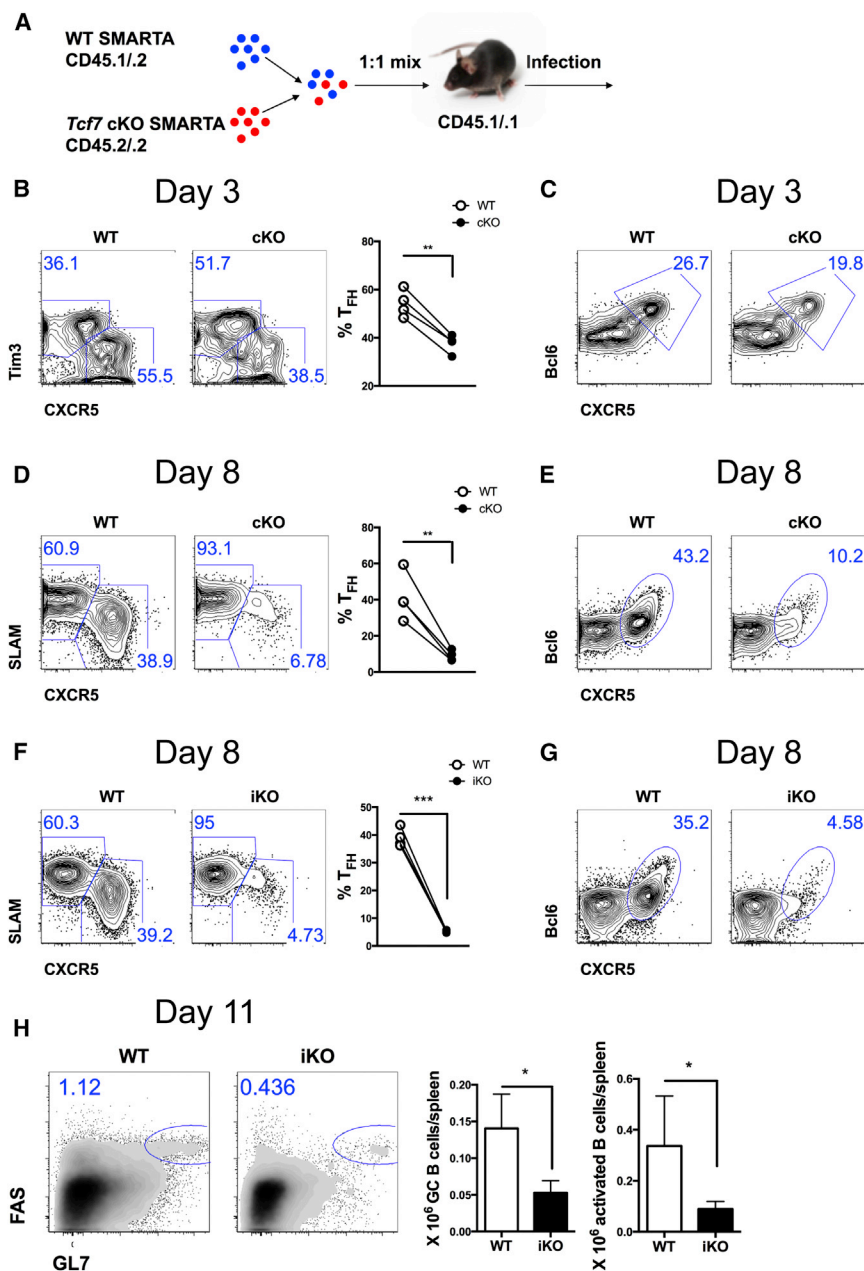 A
WT SMARTA
CD45.1/.2
Tcf7 cKO SMARTA
CD45.2/.2
1:1 mix
CD45.1/.1
Infection
B
Day 3
WT
cKO
36.1
55.5
51.7
38.5
Tim3
CXCR5
WT
cKO
**
% TFH
80
60
40
20
C
Day 3
WT
cKO
26.7
19.8
Bcl6
CXCR5
D
Day 8
WT
cKO
60.9
38.9
93.1
6.78
SLAM
CXCR5
WT
cKO
**
% TFH
80
60
40
20
0
E
Day 8
WT
cKO
43.2
10.2
Bcl6
CXCR5
F
Day 8
WT
iKO
60.3
39.2
95
4.73
SLAM
CXCR5
WT
iKO
***
% TFH
50
40
30
20
10
0
G
Day 8
WT
iKO
35.2
4.58
Bcl6
CXCR5
H
Day 11
WT
iKO
1.12
0.436
FAS
GL7
X 10⁶ GC B cells/spleen
0.20
0.15
0.10
0.05
0.00
*
WT
iKO
X 10⁶ activated B cells/spleen
0.6
0.4
0.2
0.0
*
WT
iKO